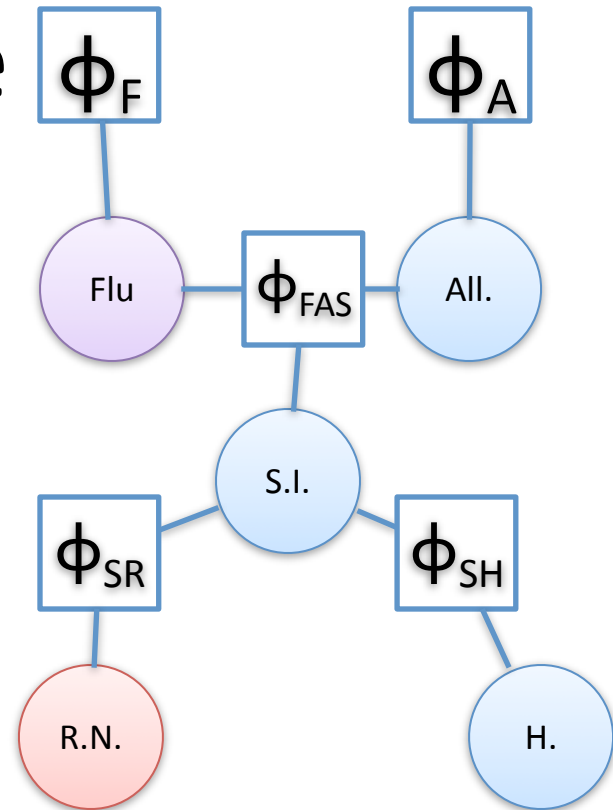 e
ϕF
ϕA
Flu
ϕFAS
All.
S.I.
ϕSR
ϕSH
R.N.
H.